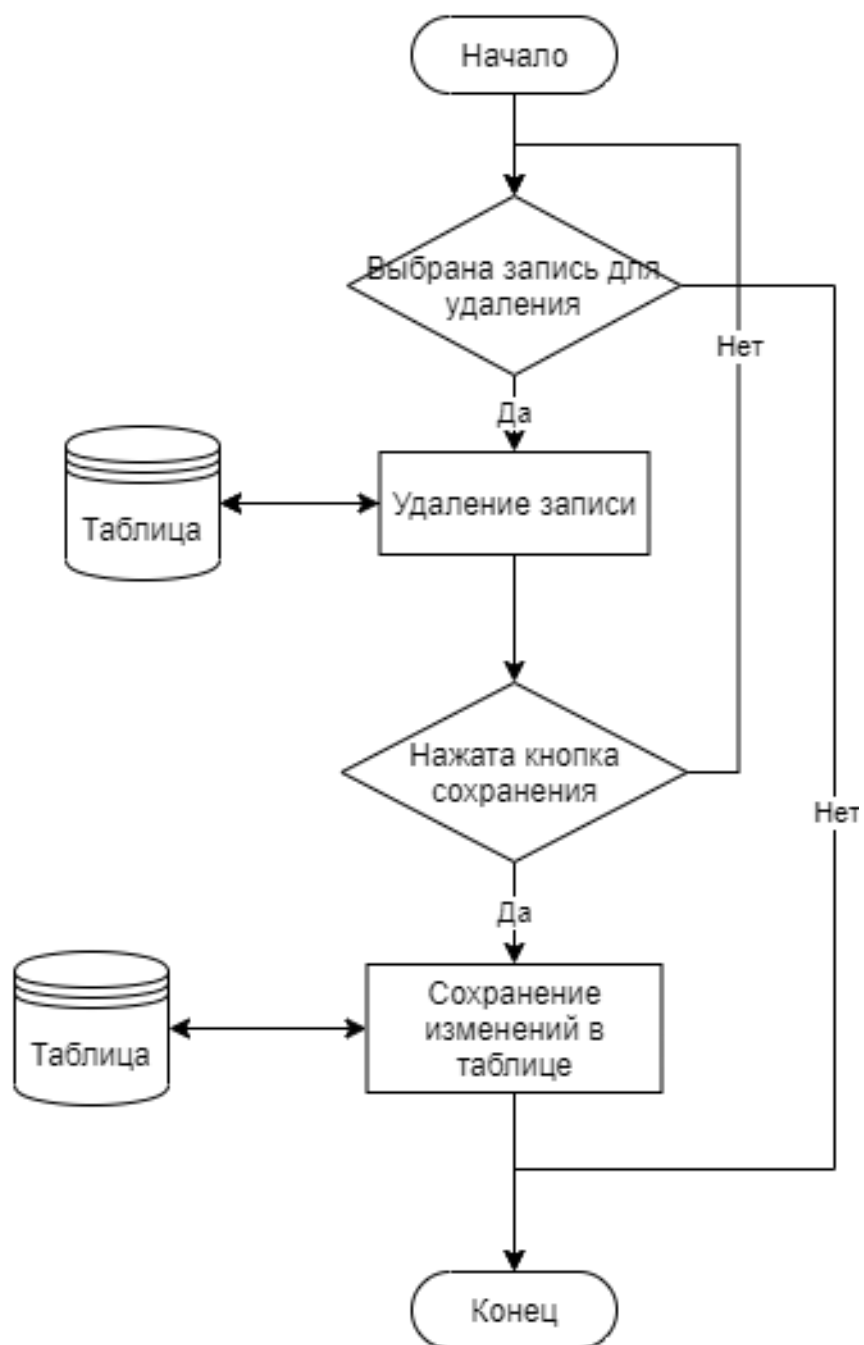 Начало
Выбрана запись для
удаления
Нет
Да
Таблица
Удаление записи
Нажата кнопка
сохранения
Нет
Да
Таблица
Сохранение
изменений в
таблице
Конец